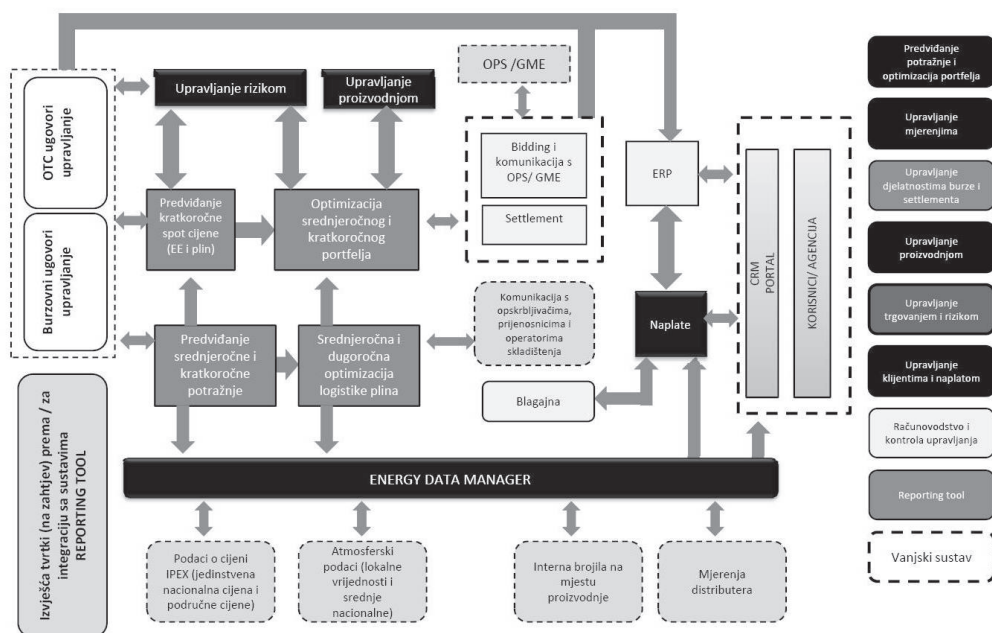 OTC ugovori
upravljanje
Burzovni ugovori
upravljanje
Izvješća tvrtki (na zahtjev) prema / za
integraciju sa sustavima
REPORTING TOOL
Upravljanje rizikom
Upravljanje
proizvodnjom
OPS /GME
Predviđanje
kratkoročne
spot cijene
(EE i plin)
Optimizacija
srednjeročnog i
kratkoročnog
portfelja
Bidding i
komunikacija s
OPS/ GME
Settlement
ERP
Predviđanje
srednjeročne i
kratkoročne
potražnje
Srednjeročna i
dugoročna
optimizacija
logistike plina
Komunikacija s
opskrbljivačima,
prijenosnicima i
operatorima
skladištenja
Naplate
Blagajna
CRM
PORTAL
KORISNICI/ AGENCIJA
ENERGY DATA MANAGER
Podaci o cijeni
IPEX (jedinstvena
nacionalna cijena i
područne cijene)
Atmosferski
podaci (lokalne
vrijednosti i
srednje
nacionalne)
Interna brojila na
mjestu
proizvodnje
Mjerenja
distributera
Predviđanje
potražnje i
optimizacija portfelja
Upravljanje
mjerenjima
Upravljanje
djelatnostima burze i
settlementa
Upravljanje
proizvodnjom
Upravljanje
trgovanjem i rizikom
Upravljanje
klijentima i naplatom
Računovodstvo i
kontrola upravljanja
Reporting tool
Vanjski sustav